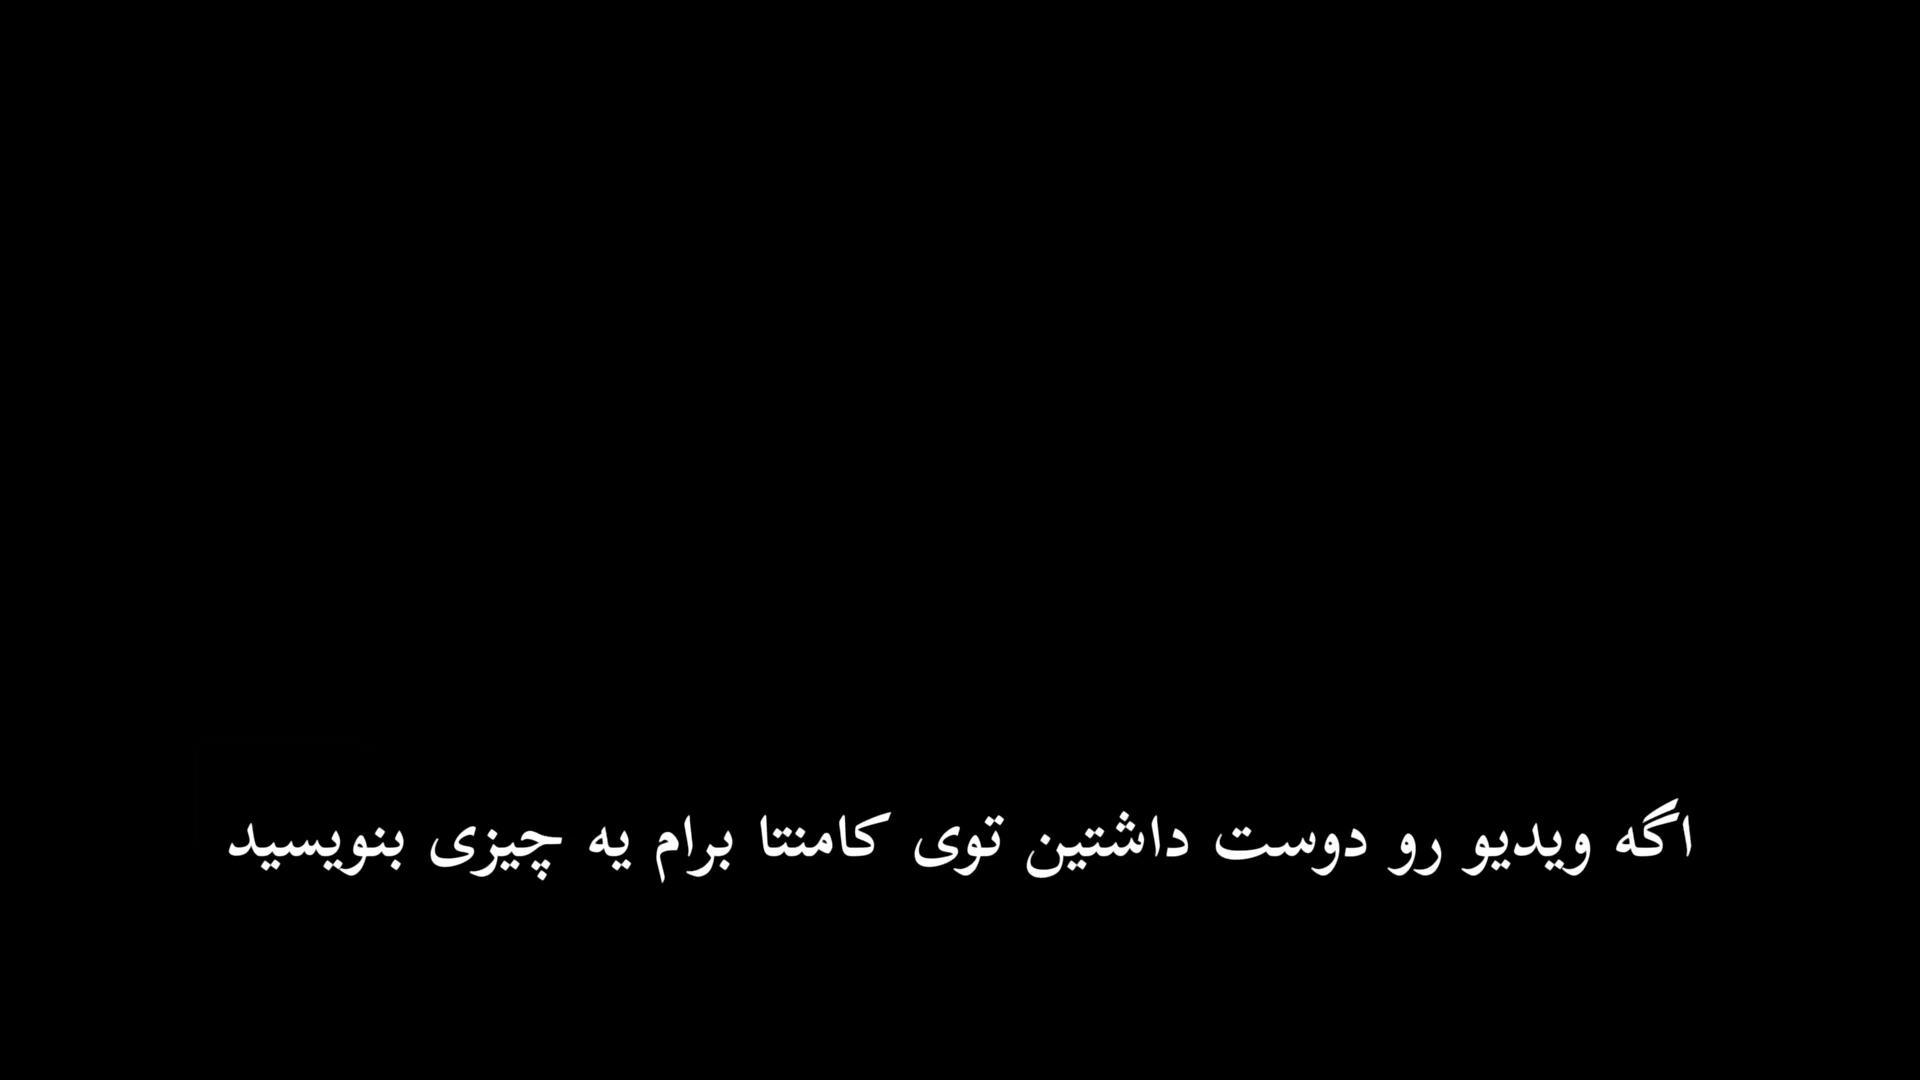 اگه ویدیو رو دوست داشتین توی کامنتا برام یه چیزی بنویسید